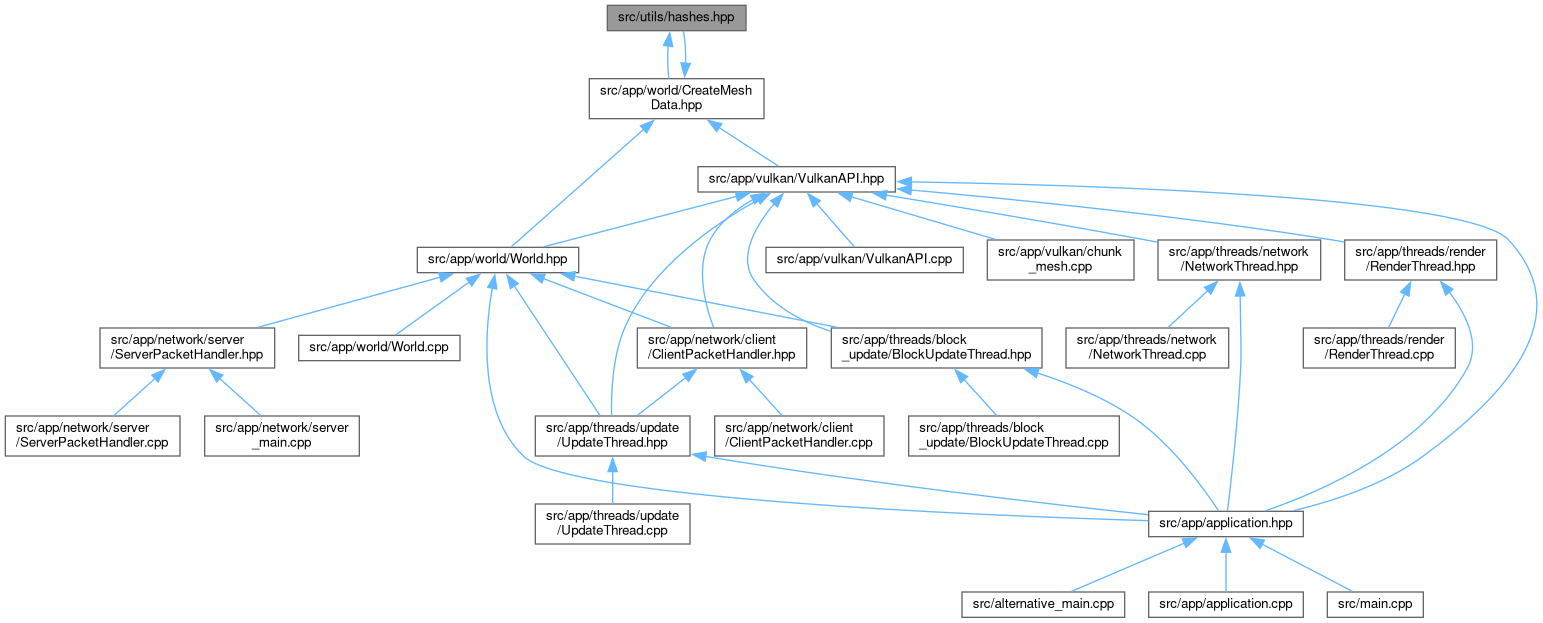 src/utils/hashes.hpp
src/app/world/CreateMesh
Data.hpp
src/app/vulkan/VulkanAPI.hpp
src/app/world/World.hpp
src/app/vulkan/VulkanAPI.cpp
src/app/vulkan/chunk
_mesh.cpp
src/app/threads/network
/NetworkThread.hpp
src/app/threads/render
/RenderThread.hpp
src/app/network/server
/ServerPacketHandler.hpp
src/app/world/World.cpp
src/app/network/client
/ClientPacketHandler.hpp
src/app/threads/block
_update/BlockUpdateThread.hpp
src/app/threads/network
/NetworkThread.cpp
src/app/threads/render
/RenderThread.cpp
src/app/network/server
/ServerPacketHandler.cpp
src/app/network/server
_main.cpp
src/app/threads/update
/UpdateThread.hpp
src/app/network/client
/ClientPacketHandler.cpp
src/app/threads/block
_update/BlockUpdateThread.cpp
src/app/threads/update
/UpdateThread.cpp
src/app/application.hpp
src/alternative_main.cpp
src/app/application.cpp
src/main.cpp